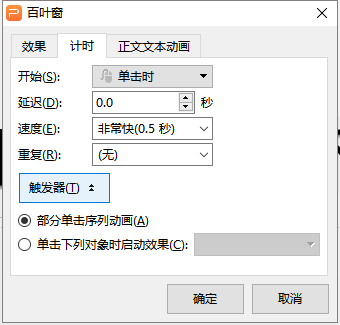 百叶窗
效果 计时 正文文本动画
开始(S): 单击时
延迟(D): 0.0 秒
速度(E): 非常快(0.5 秒)
重复(R): (无)
触发器(T)
部分单击序列动画(A)
单击下列对象时启动效果(C):
确定 取消